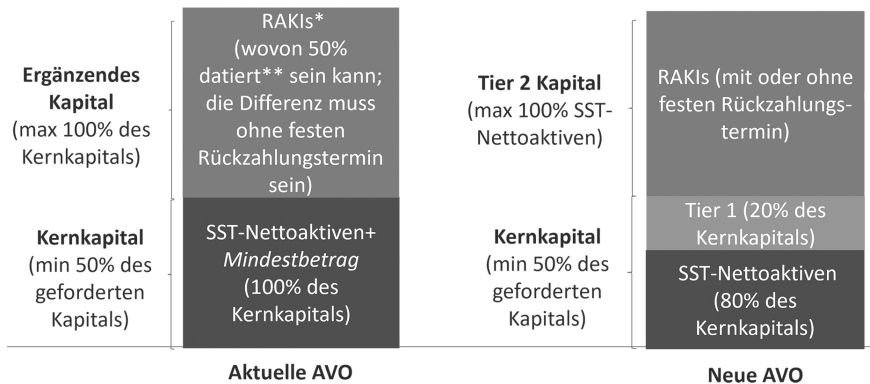 Ergänzendes
Kapital
(max 100% des
Kernkapitals)
RAKIs*
(wovon 50%
datiert** sein kann;
die Differenz muss
ohne festen
Rückzahlungstermin
sein)
Kernkapital
(min 50% des
geforderten
Kapitals)
SST-Nettoaktiven+
Mindestbetrag
(100% des
Kernkapitals)
Aktuelle AVO
Tier 2 Kapital
(max 100% SST-
Nettoaktiven)
RAKIs (mit oder ohne
festen Rückzahlungs-
termin)
Kernkapital
(min 50% des
geforderten
Kapitals)
Tier 1 (20% des
Kernkapitals)
SST-Nettoaktiven
(80% des
Kernkapitals)
Neue AVO